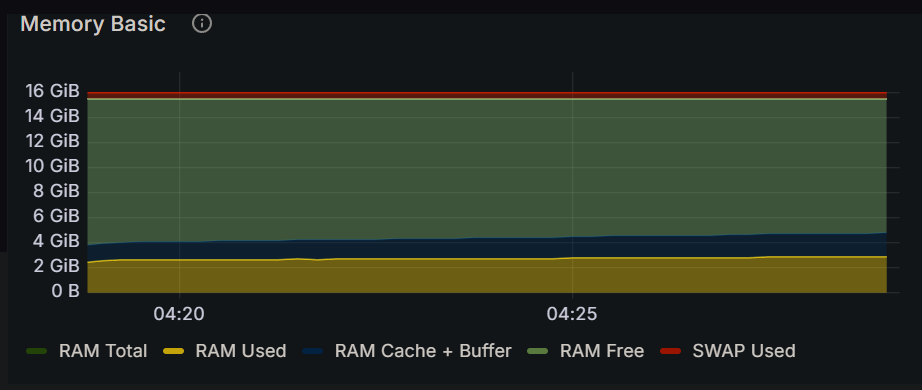 Memory Basic
16 GiB
14 GiB
12 GiB
10 GiB
8 GiB
6 GiB
4 GiB
2 GiB
0 B
04:20 04:25
RAM Total RAM Used RAM Cache + Buffer RAM Free SWAP Used